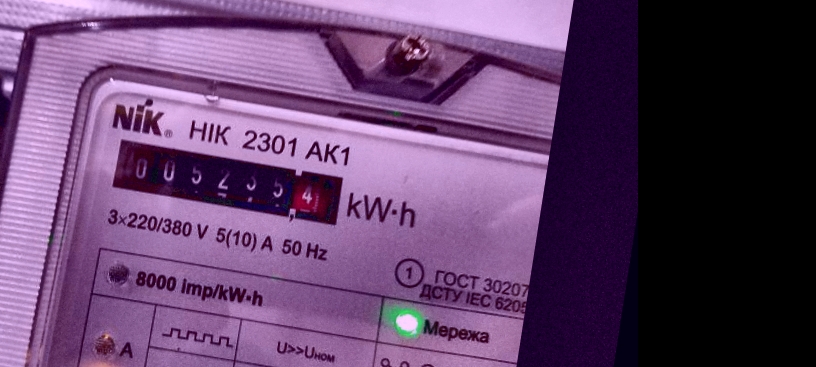 NiK® НІК 2301 АК1
0 0 5 2 3 5 , 4 kW·h
3×220/380 V 5(10) A 50 Hz
1 ГОСТ 30207
ДСТУ IEC 6205
8000 imp/kW·h
Мережа
A
U>>Uном